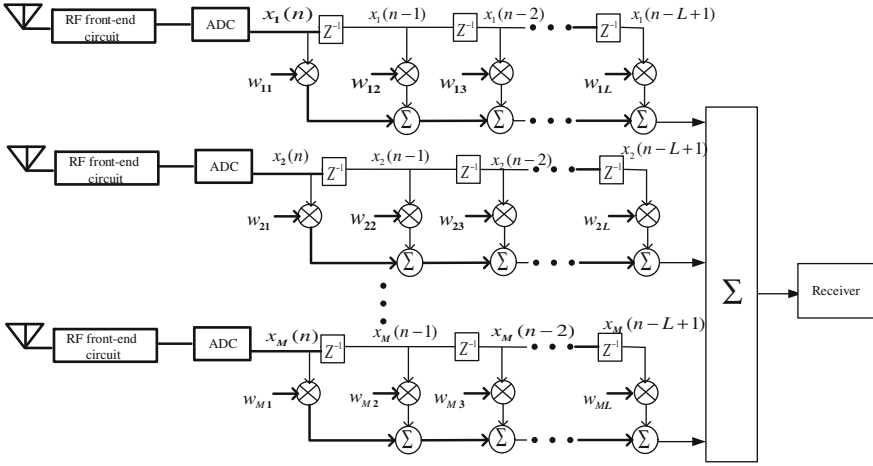 x₁(n) x₁(n−1) x₁(n−2) x₁(n−L+1)
RF front-end
circuit
ADC
Z⁻¹ Z⁻¹ Z⁻¹
w₁₁ w₁₂ w₁₃ w₁L
Σ Σ Σ
x₂(n) x₂(n−1) x₂(n−2) x₂(n−L+1)
RF front-end
circuit
ADC
Z⁻¹ Z⁻¹ Z⁻¹
w₂₁ w₂₂ w₂₃ w₂L
Σ Σ Σ
Σ
Receiver
x_M(n) x_M(n−1) x_M(n−2) x_M(n−L+1)
RF front-end
circuit
ADC
Z⁻¹ Z⁻¹ Z⁻¹
w_M1 w_M2 w_M3 w_ML
Σ Σ Σ